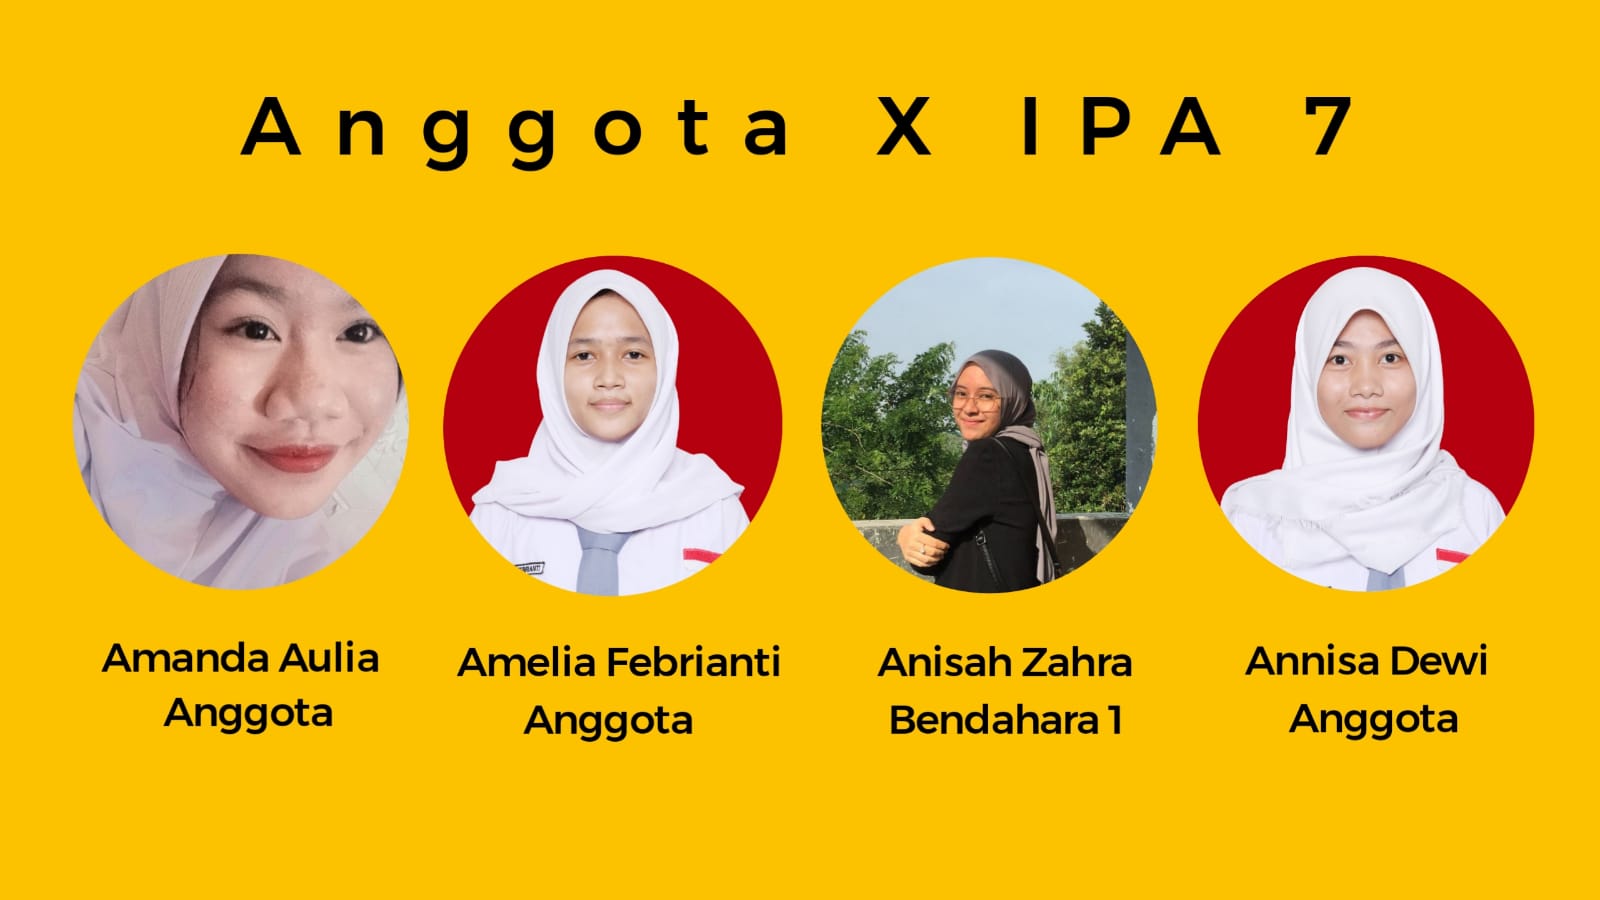 Anggota X IPA 7
Amanda Aulia
Anggota
Amelia Febrianti
Anggota
Anisah Zahra
Bendahara 1
Annisa Dewi
Anggota